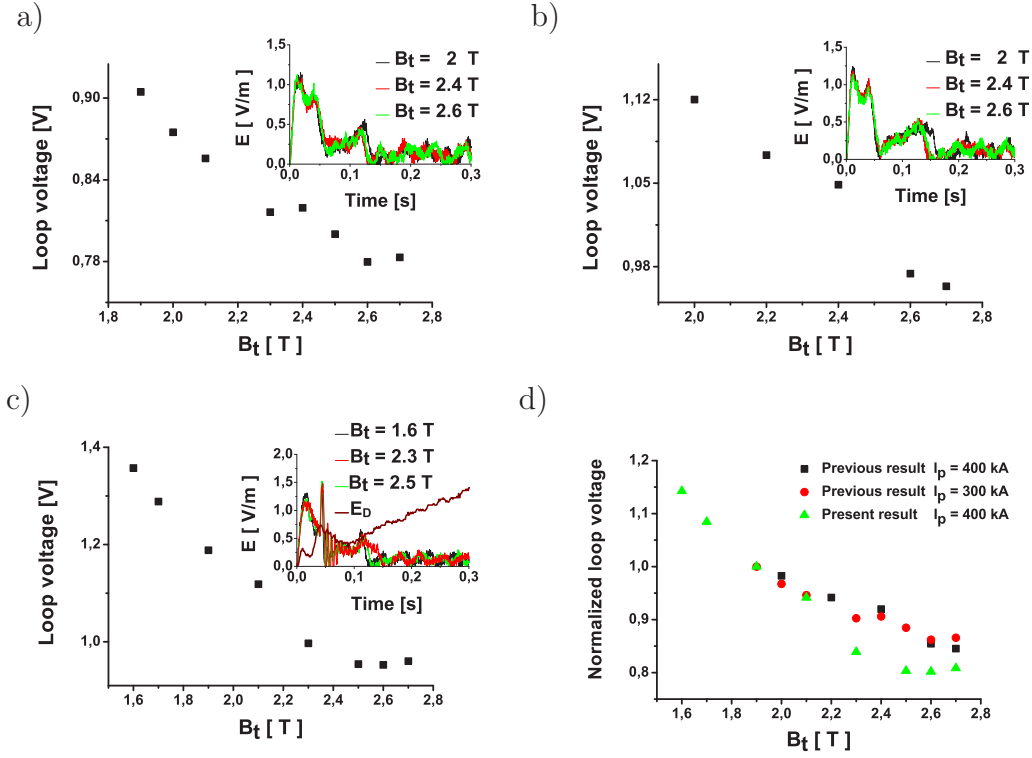 a)
Loop voltage [V]
0,90
0,84
0,78
1,8 2,0 2,2 2,4 2,6 2,8
Bt [ T ]
E [ V/m ]
1,5
1,0
0,5
0,0
0,0 0,1 0,2 0,3
Time [s]
Bt = 2 T
Bt = 2.4 T
Bt = 2.6 T
b)
Loop voltage [V]
1,12
1,05
0,98
2,0 2,2 2,4 2,6 2,8
Bt [ T ]
E [ V/m ]
1,5
1,0
0,5
0,0
0,0 0,1 0,2 0,3
Time [s]
Bt = 2 T
Bt = 2.4 T
Bt = 2.6 T
c)
Loop voltage [V]
1,4
1,2
1,0
1,6 1,8 2,0 2,2 2,4 2,6 2,8
Bt [ T ]
E [ V/m ]
2,0
1,5
1,0
0,5
0,0
0,0 0,1 0,2 0,3
Time [s]
Bt = 1.6 T
Bt = 2.3 T
Bt = 2.5 T
ED
d)
Normalized loop voltage
1,2
1,1
1,0
0,9
0,8
1,6 1,8 2,0 2,2 2,4 2,6 2,8
Bt [ T ]
Previous result Ip = 400 kA
Previous result Ip = 300 kA
Present result Ip = 400kA